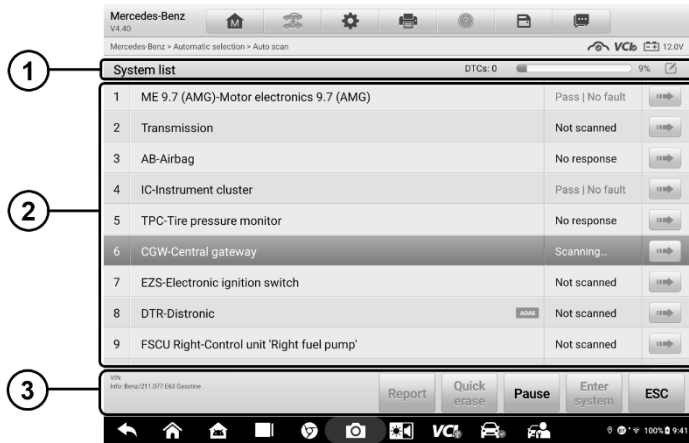 Mercedes-Benz
V4.40
M
?
Mercedes-Benz > Automatic selection > Auto scan
VCI
12.0V
1
System list
DTCs: 0
9%
2
1 ME 9.7 (AMG)-Motor electronics 9.7 (AMG) Pass | No fault
2 Transmission Not scanned
3 AB-Airbag No response
4 IC-Instrument cluster Pass | No fault
5 TPC-Tire pressure monitor No response
6 CGW-Central gateway Scanning...
7 EZS-Electronic ignition switch Not scanned
8 DTR-Distronic ADAS Not scanned
9 FSCU Right-Control unit 'Right fuel pump' Not scanned
3
VIN
Info: Benz/211.077 E63 Gasoline
Report
Quick
erase
Pause
Enter
system
ESC
M
VCI
100%
9:41